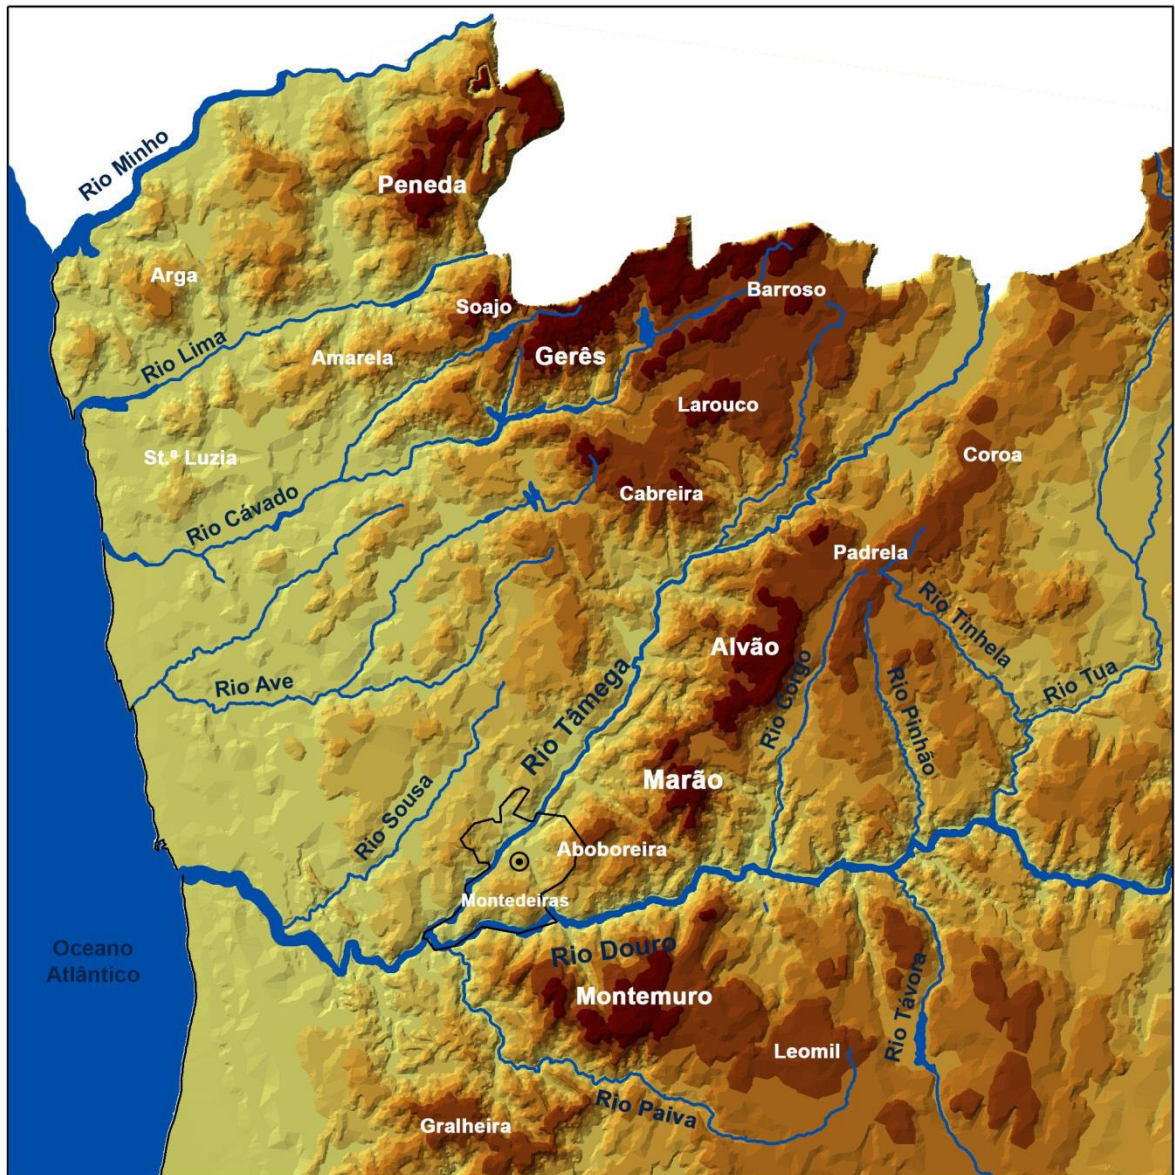 Rio Minho
Peneda
Arga
Soajo
Barroso
Rio Lima
Amarela
Gerês
Larouco
St.ª Luzia
Coroa
Rio Cávado
Cabreira
Padrela
Rio Tinhela
Alvão
Rio Ave
Rio Tâmega
Rio Corgo
Rio Pinhão
Rio Tua
Marão
Rio Sousa
Aboboreira
Montedeiras
Oceano
Atlântico
Rio Douro
Montemuro
Rio Távora
Leomil
Rio Paiva
Gralheira